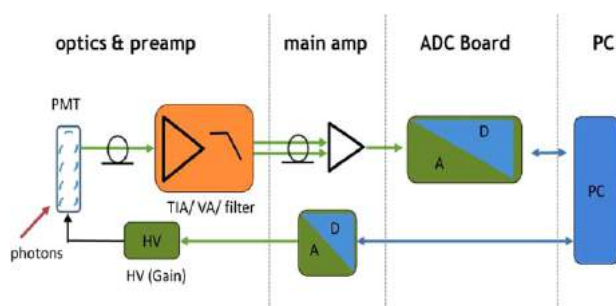 optics & preamp
main amp
ADC Board
PC
PMT
D
A
TIA/ VA/ filter
PC
photons
HV
HV (Gain)
D
A